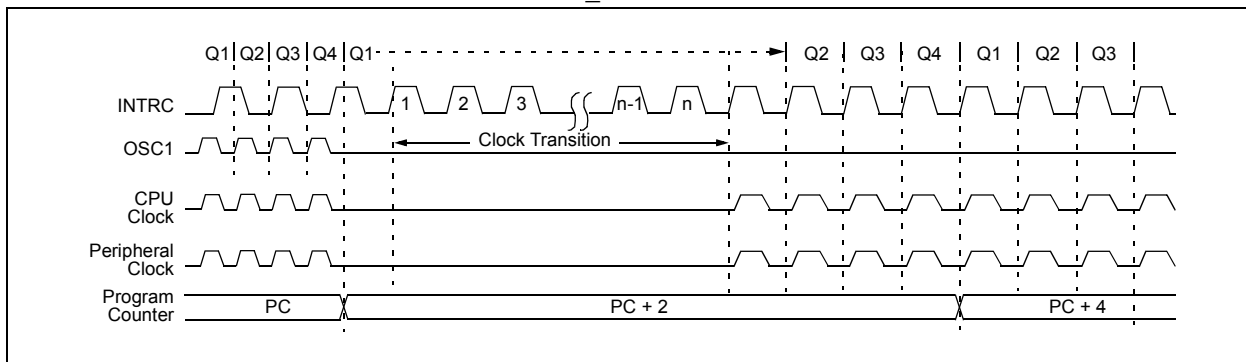 _
Q1 Q2 Q3 Q4 Q1 Q2 Q3 Q4 Q1 Q2 Q3
INTRC
1 2 3 n-1 n
Clock Transition
OSC1
CPU
Clock
Peripheral
Clock
Program
Counter
PC PC + 2 PC + 4